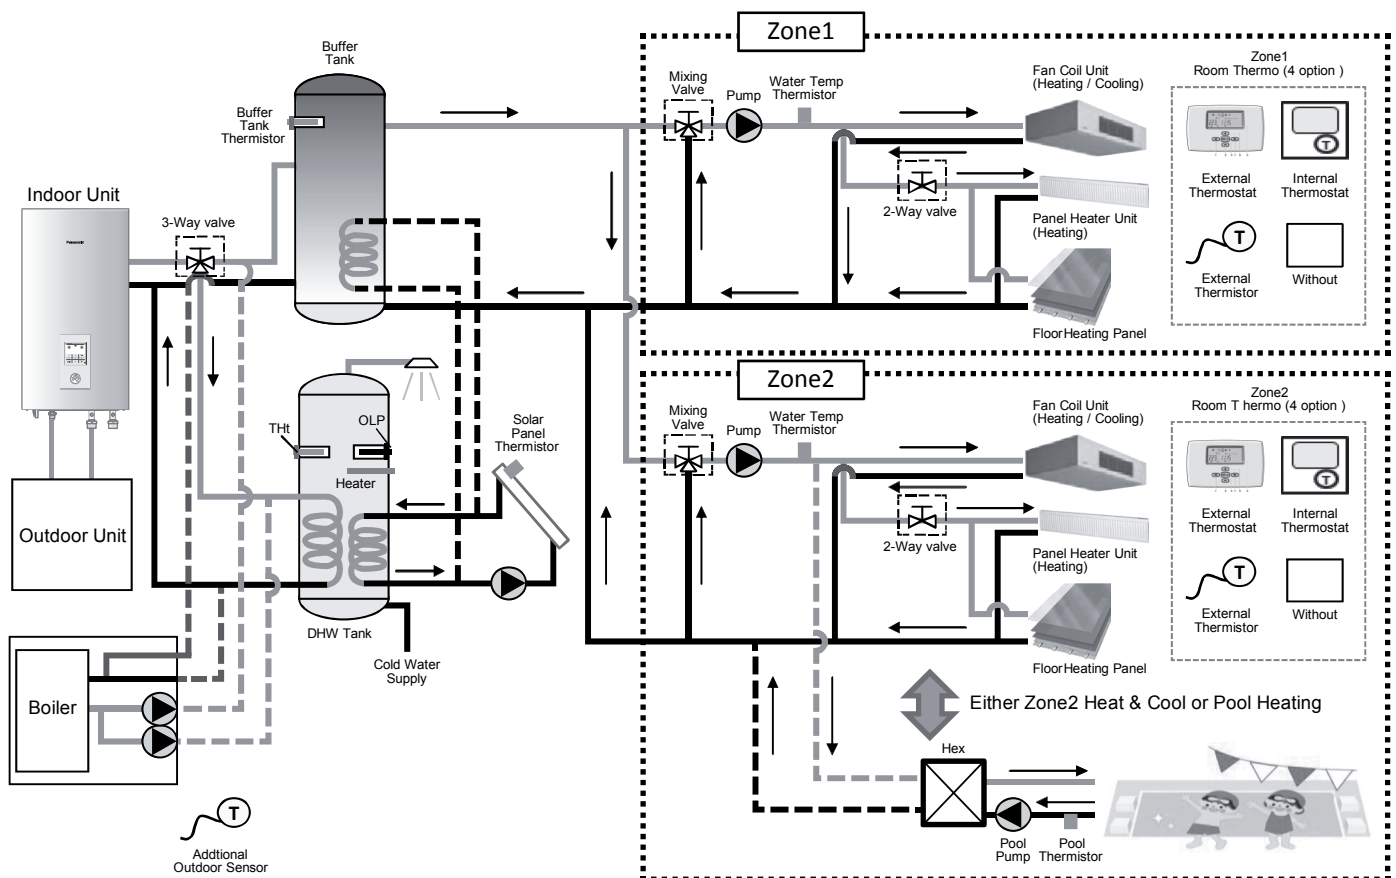 Zone1
Buffer
Tank
Buffer
Tank
Thermistor
Mixing
Valve
Pump
Water Temp
Thermistor
Fan Coil Unit
(Heating / Cooling)
Zone1
Room Thermo (4 option )
External
Thermostat
Internal
Thermostat
T
T
External
Thermistor
Without
2-Way valve
Panel Heater Unit
(Heating)
FloorHeating Panel
Indoor Unit
Panasonic
3-Way valve
Outdoor Unit
THt
OLP
Heater
Solar
Panel
Thermistor
DHW Tank
Cold Water
Supply
Boiler
T
Addtional
Outdoor Sensor
Zone2
Mixing
Valve
Pump
Water Temp
Thermistor
Fan Coil Unit
(Heating / Cooling)
Zone2
Room T hermo (4 option )
External
Thermostat
Internal
Thermostat
T
T
External
Thermistor
Without
2-Way valve
Panel Heater Unit
(Heating)
FloorHeating Panel
Either Zone2 Heat & Cool or Pool Heating
Hex
Pool
Pump
Pool
Thermistor